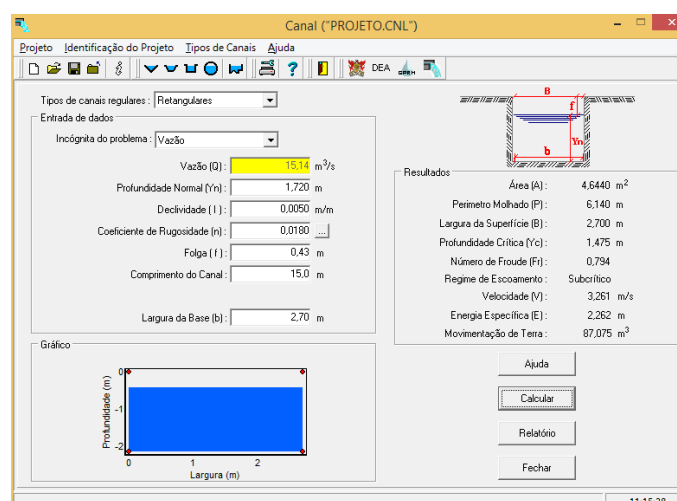 Canal ("PROJETO.CNL")
Projeto Identificação do Projeto Tipos de Canais Ajuda
DEA
GPRH
Tipos de canais regulares : Retangulares
Entrada de dados
Incógnita do problema : Vazão
Vazão (Q) : 15,14 m³/s
Profundidade Normal (Yn) : 1,720 m
Declividade ( I ) : 0,0050 m/m
Coeficiente de Rugosidade (n) : 0,0180 ...
Folga ( f ) : 0,43 m
Comprimento do Canal : 15,0 m
Largura da Base (b) : 2,70 m
B
f
Yn
b
Resultados
Área (A) : 4,6440 m²
Perimetro Molhado (P) : 6,140 m
Largura da Superfície (B) : 2,700 m
Profundidade Crítica (Yc) : 1,475 m
Número de Froude (Fr) : 0,794
Regime de Escoamento : Subcrítico
Velocidade (V) : 3,261 m/s
Energia Específica (E) : 2,262 m
Movimentação de Terra : 87,075 m³
Gráfico
Profundidade (m)
0
-1
-2
0 1 2
Largura (m)
Ajuda
Calcular
Relatório
Fechar